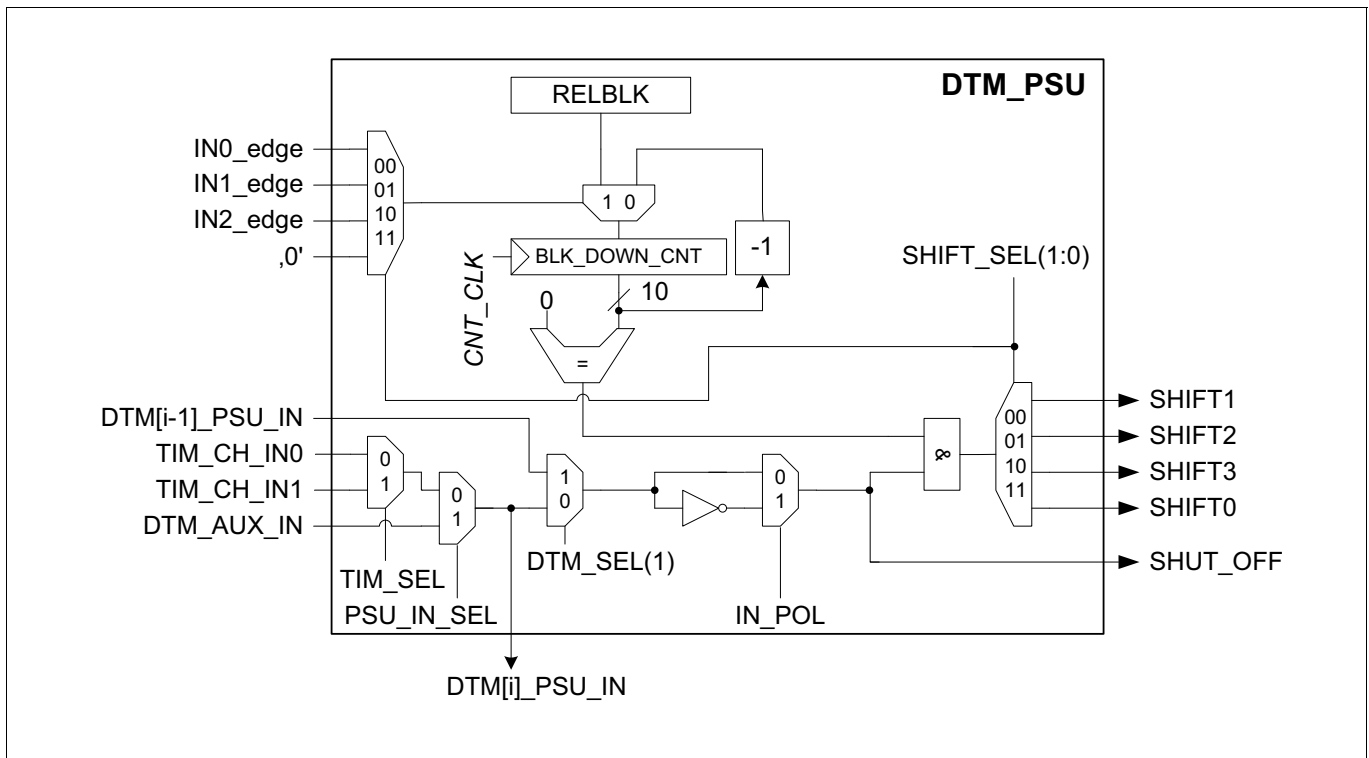 DTM_PSU
RELBLK
IN0_edge
IN1_edge
IN2_edge
,0'
00
01
10
11
1 0
-1
BLK_DOWN_CNT
CNT_CLK
10
0
=
SHIFT_SEL(1:0)
DTM[i-1]_PSU_IN
TIM_CH_IN0
TIM_CH_IN1
DTM_AUX_IN
0
1
0
1
1
0
0
1
&
00
01
10
11
SHIFT1
SHIFT2
SHIFT3
SHIFT0
SHUT_OFF
TIM_SEL
PSU_IN_SEL
DTM_SEL(1)
IN_POL
DTM[i]_PSU_IN